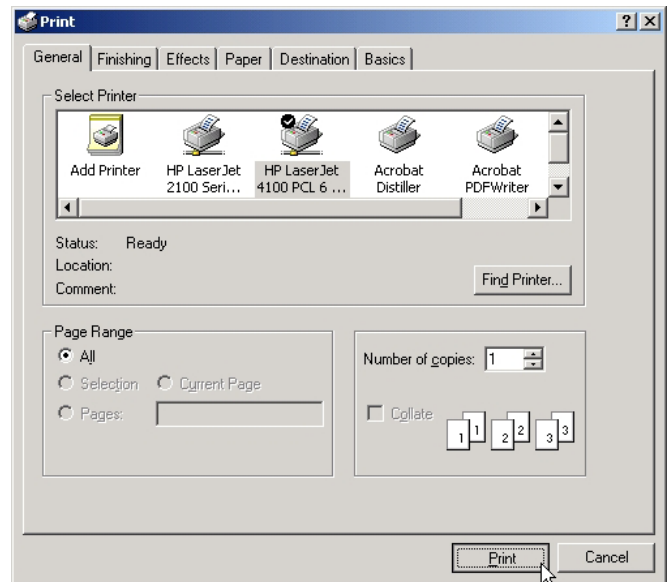 Print
General Finishing Effects Paper Destination Basics
Select Printer
Add Printer HP LaserJet 2100 Seri... HP LaserJet 4100 PCL 6 ... Acrobat Distiller Acrobat PDFWriter
Status: Ready
Location:
Comment:
Find Printer...
Page Range
All
Selection Current Page
Pages:
Number of copies: 1
Collate
1 1 2 2 3 3
Print Cancel